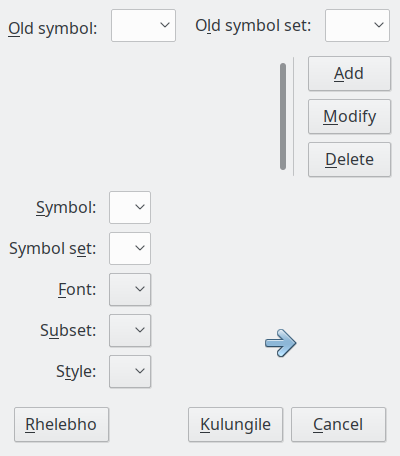 Old symbol: Old symbol set:
Add
Modify
Delete
Symbol:
Symbol set:
Font:
Subset:
Style:
Rhelebho Kulungile Cancel